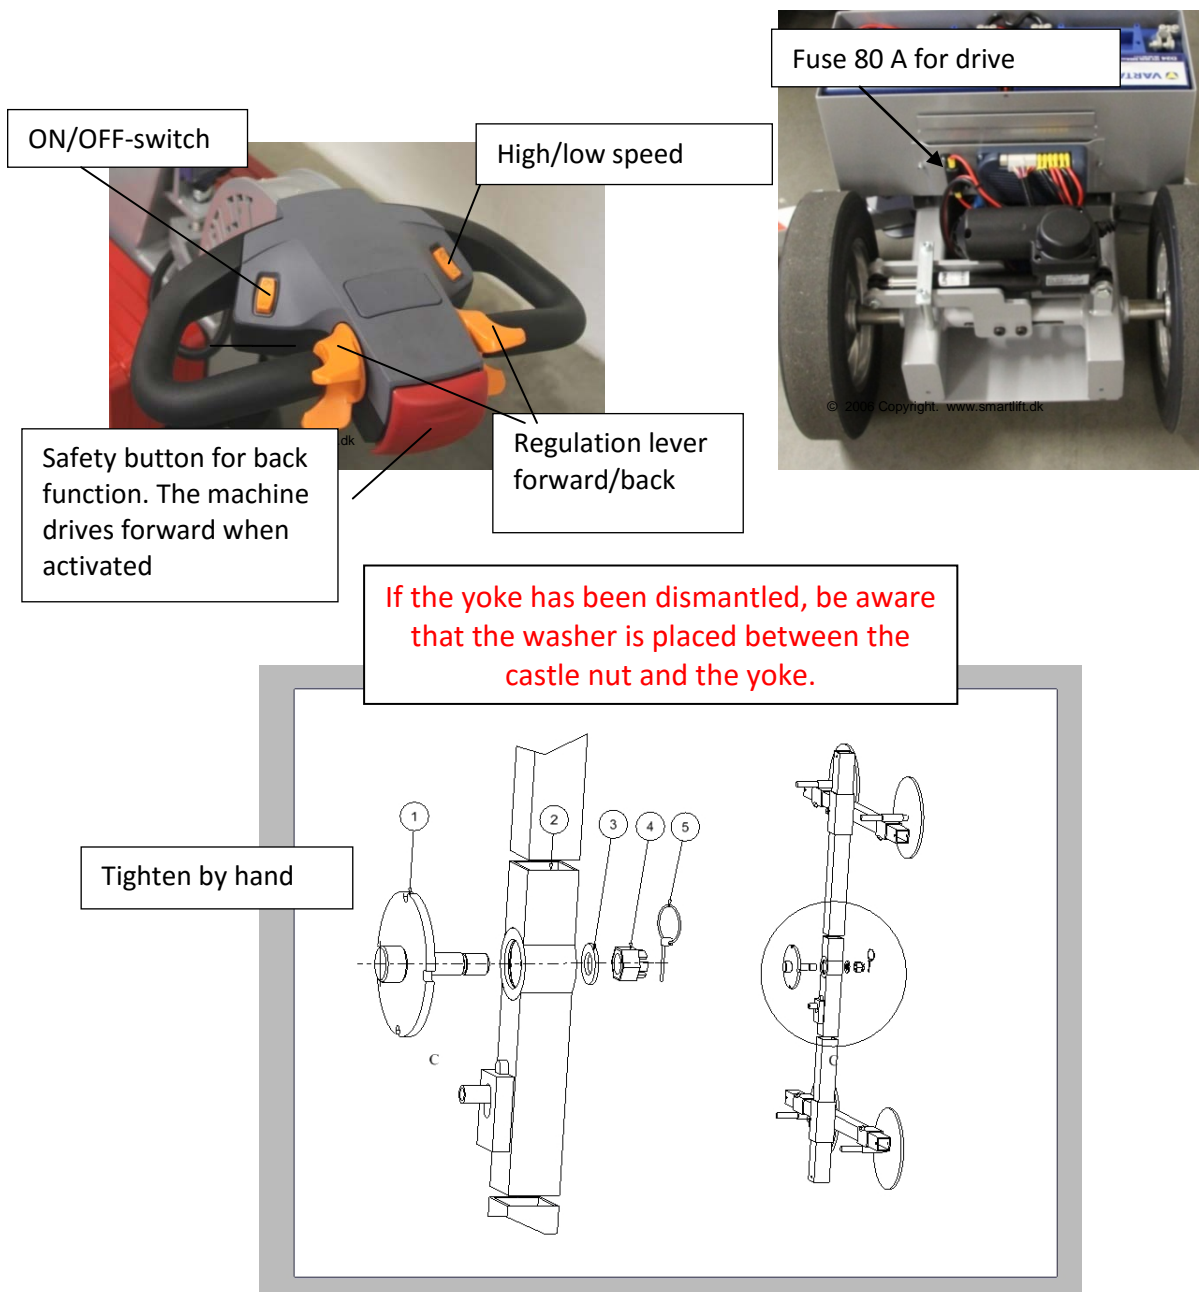 Fuse 80 A for drive
VARTA
ON/OFF-switch
High/low speed
© 2006 Copyright. www.smartlift.dk
.dk
Safety button for back
function. The machine
drives forward when
activated
Regulation lever
forward/back
If the yoke has been dismantled, be aware
that the washer is placed between the
castle nut and the yoke.
1
2
3
4
5
Tighten by hand
C
C